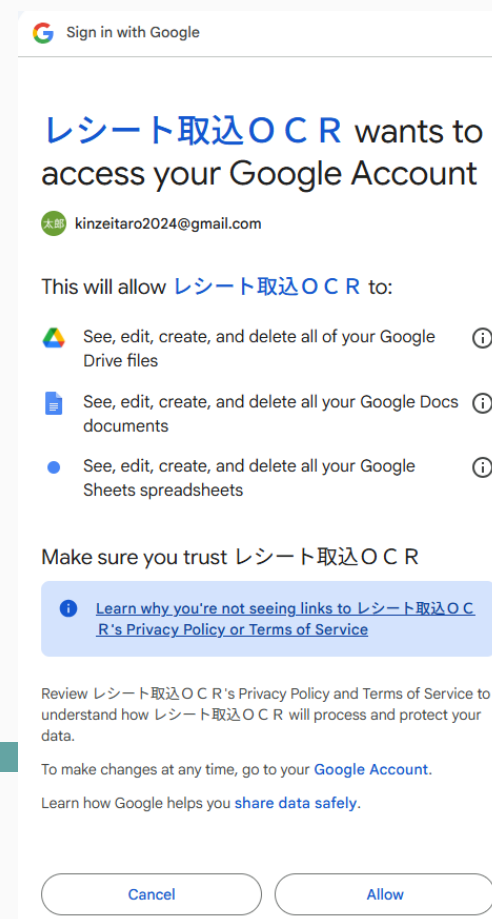 Sign in with Google
レシート取込ＯＣＲ wants to
access your Google Account
太郎 kinzeitaro2024@gmail.com
This will allow レシート取込ＯＣＲ to:
See, edit, create, and delete all of your Google
Drive files
See, edit, create, and delete all your Google Docs
documents
See, edit, create, and delete all your Google
Sheets spreadsheets
Make sure you trust レシート取込ＯＣＲ
Learn why you're not seeing links to レシート取込ＯＣ
Ｒ's Privacy Policy or Terms of Service
Review レシート取込ＯＣＲ's Privacy Policy and Terms of Service to
understand how レシート取込ＯＣＲ will process and protect your
data.
To make changes at any time, go to your Google Account.
Learn how Google helps you share data safely.
Cancel
Allow